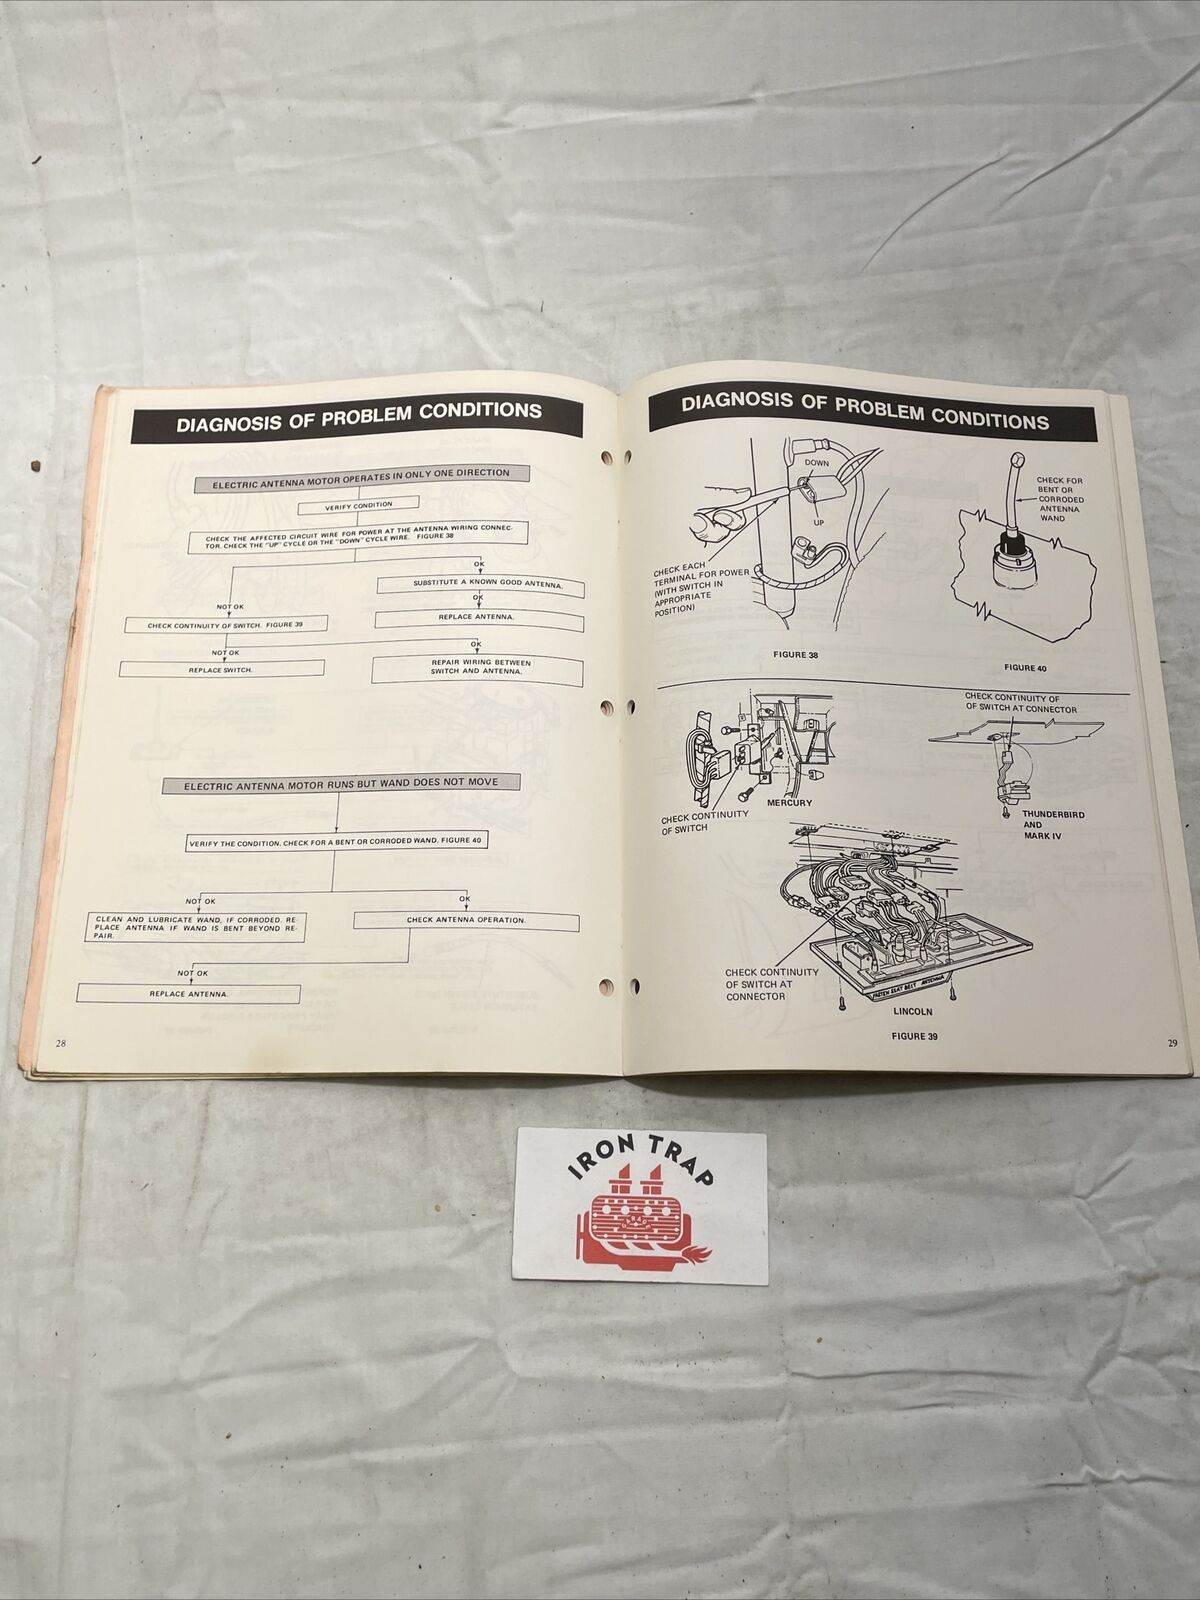 DIAGNOSIS OF PROBLEM CONDITIONS
ELECTRIC ANTENNA MOTOR OPERATES IN ONLY ONE DIRECTION
VERIFY CONDITION
CHECK THE AFFECTED CIRCUIT WIRE FOR POWER AT THE ANTENNA WIRING CONNEC-
TOR. CHECK THE "UP" CYCLE OR THE "DOWN" CYCLE WIRE. FIGURE 38
OK
SUBSTITUTE A KNOWN GOOD ANTENNA.
OK
REPLACE ANTENNA.
NOT OK
CHECK CONTINUITY OF SWITCH. FIGURE 39
OK
REPAIR WIRING BETWEEN
SWITCH AND ANTENNA.
NOT OK
REPLACE SWITCH.
ELECTRIC ANTENNA MOTOR RUNS BUT WAND DOES NOT MOVE
VERIFY THE CONDITION. CHECK FOR A BENT OR CORRODED WAND. FIGURE 40
NOT OK
CLEAN AND LUBRICATE WAND, IF CORRODED. RE-
PLACE ANTENNA IF WAND IS BENT BEYOND RE-
PAIR.
OK
CHECK ANTENNA OPERATION.
NOT OK
REPLACE ANTENNA.
28
DIAGNOSIS OF PROBLEM CONDITIONS
DOWN
UP
CHECK EACH
TERMINAL FOR POWER
(WITH SWITCH IN
APPROPRIATE
POSITION)
FIGURE 38
CHECK FOR
BENT OR
CORRODED
ANTENNA
WAND
FIGURE 40
MERCURY
CHECK CONTINUITY
OF SWITCH
CHECK CONTINUITY OF
OF SWITCH AT CONNECTOR
THUNDERBIRD
AND
MARK IV
CHECK CONTINUITY
OF SWITCH AT
CONNECTOR
FASTEN SEAT BELT ANTENNA
LINCOLN
FIGURE 39
29
IRON TRAP